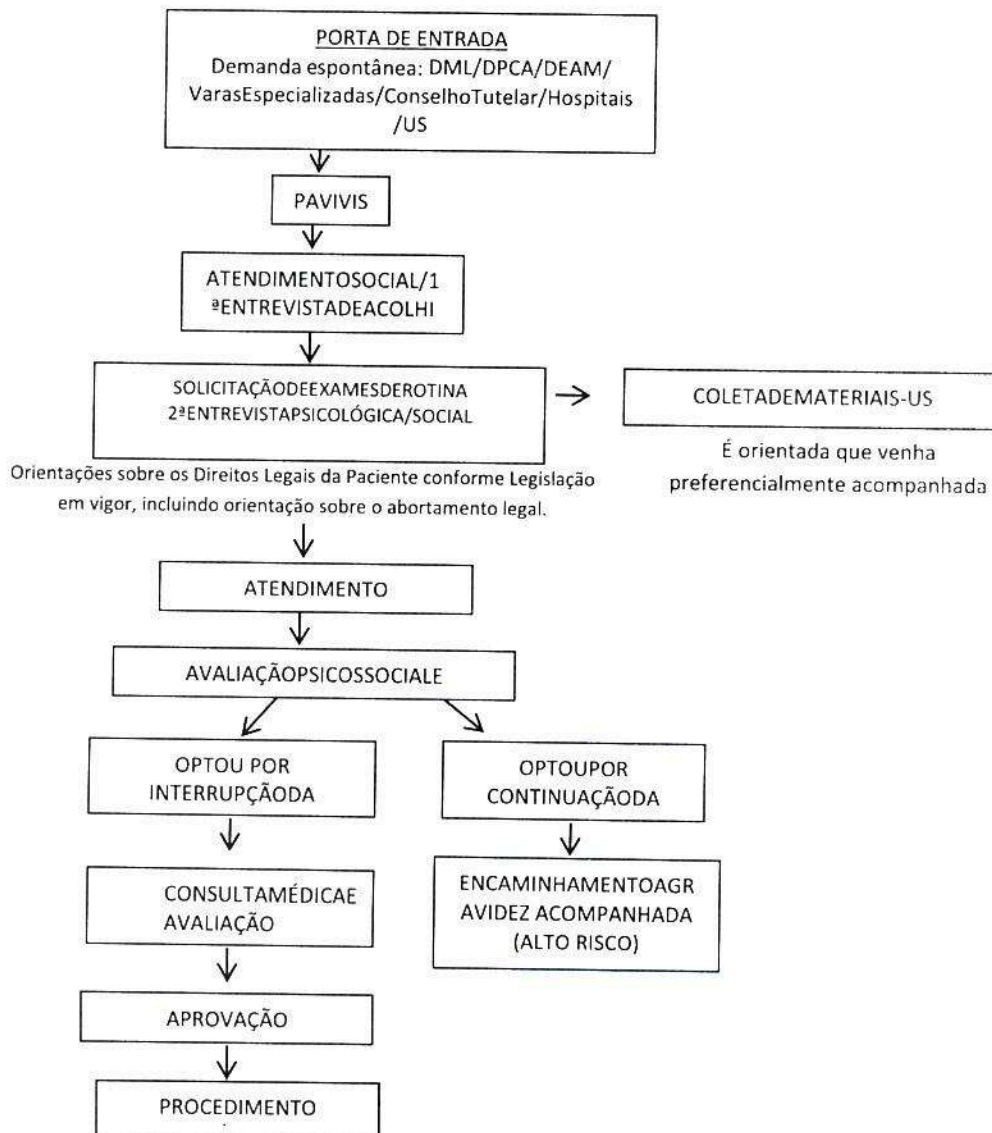 PORTA DE ENTRADA
Demanda espontânea: DML/DPCA/DEAM/
VarasEspecializadas/ConselhoTutelar/Hospitais
/US
PAVIVIS
ATENDIMENTOSOCIAL/1
ªENTREVISTADEACOLHI
SOLICITAÇÃODEEXAMESDEROTINA
2ªENTREVISTAPSICOLÓGICA/SOCIAL
COLETADEMATERIAIS-US
É orientada que venha
preferencialmente acompanhada
Orientações sobre os Direitos Legais da Paciente conforme Legislação
em vigor, incluindo orientação sobre o abortamento legal.
ATENDIMENTO
AVALIAÇÃOPSICOSSOCIALE
OPTOU POR
INTERRUPÇÃODA
OPTOUPOR
CONTINUAÇÃODA
CONSULTAMÉDICAE
AVALIAÇÃO
ENCAMINHAMENTOAGR
AVIDEZ ACOMPANHADA
(ALTO RISCO)
APROVAÇÃO
PROCEDIMENTO